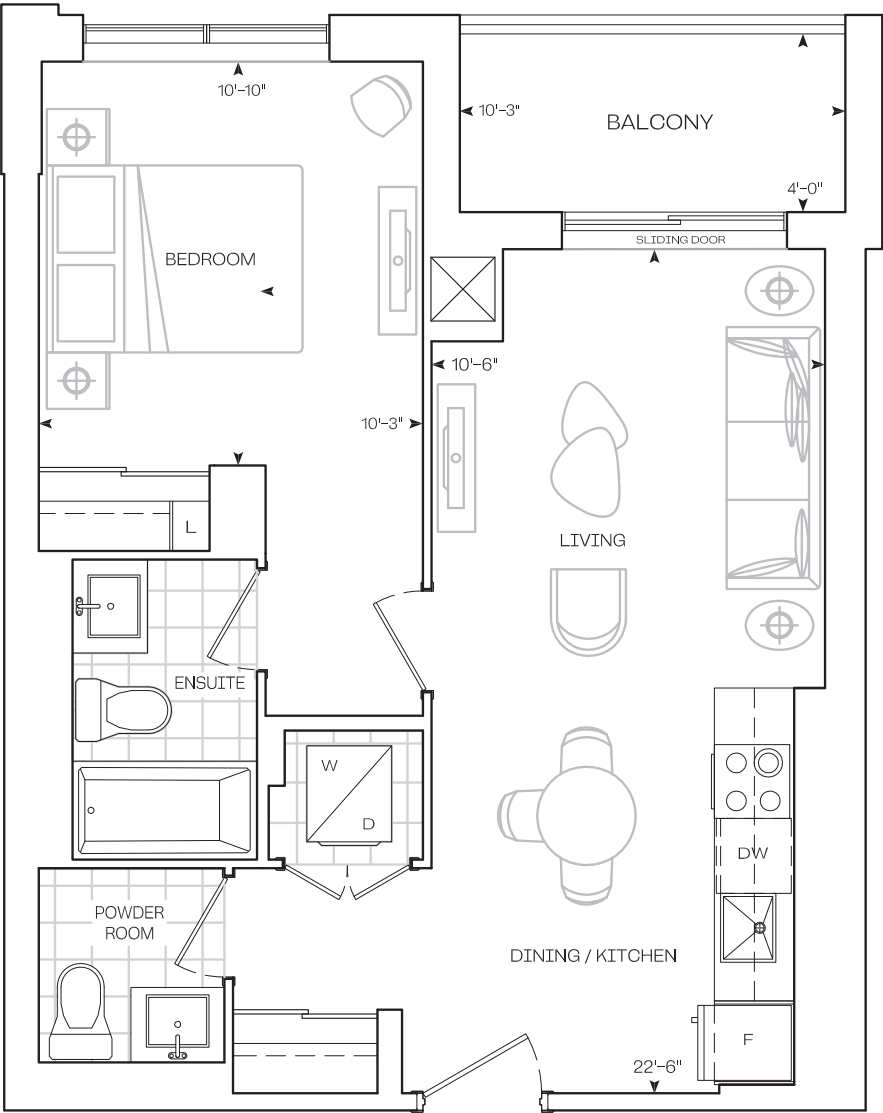 10'-10"
10'-3"
BALCONY
4'-0"
SLIDING DOOR
BEDROOM
10'-6"
10'-3"
L
LIVING
ENSUITE
W
D
DW
POWDER
ROOM
DINING / KITCHEN
F
22'-6"